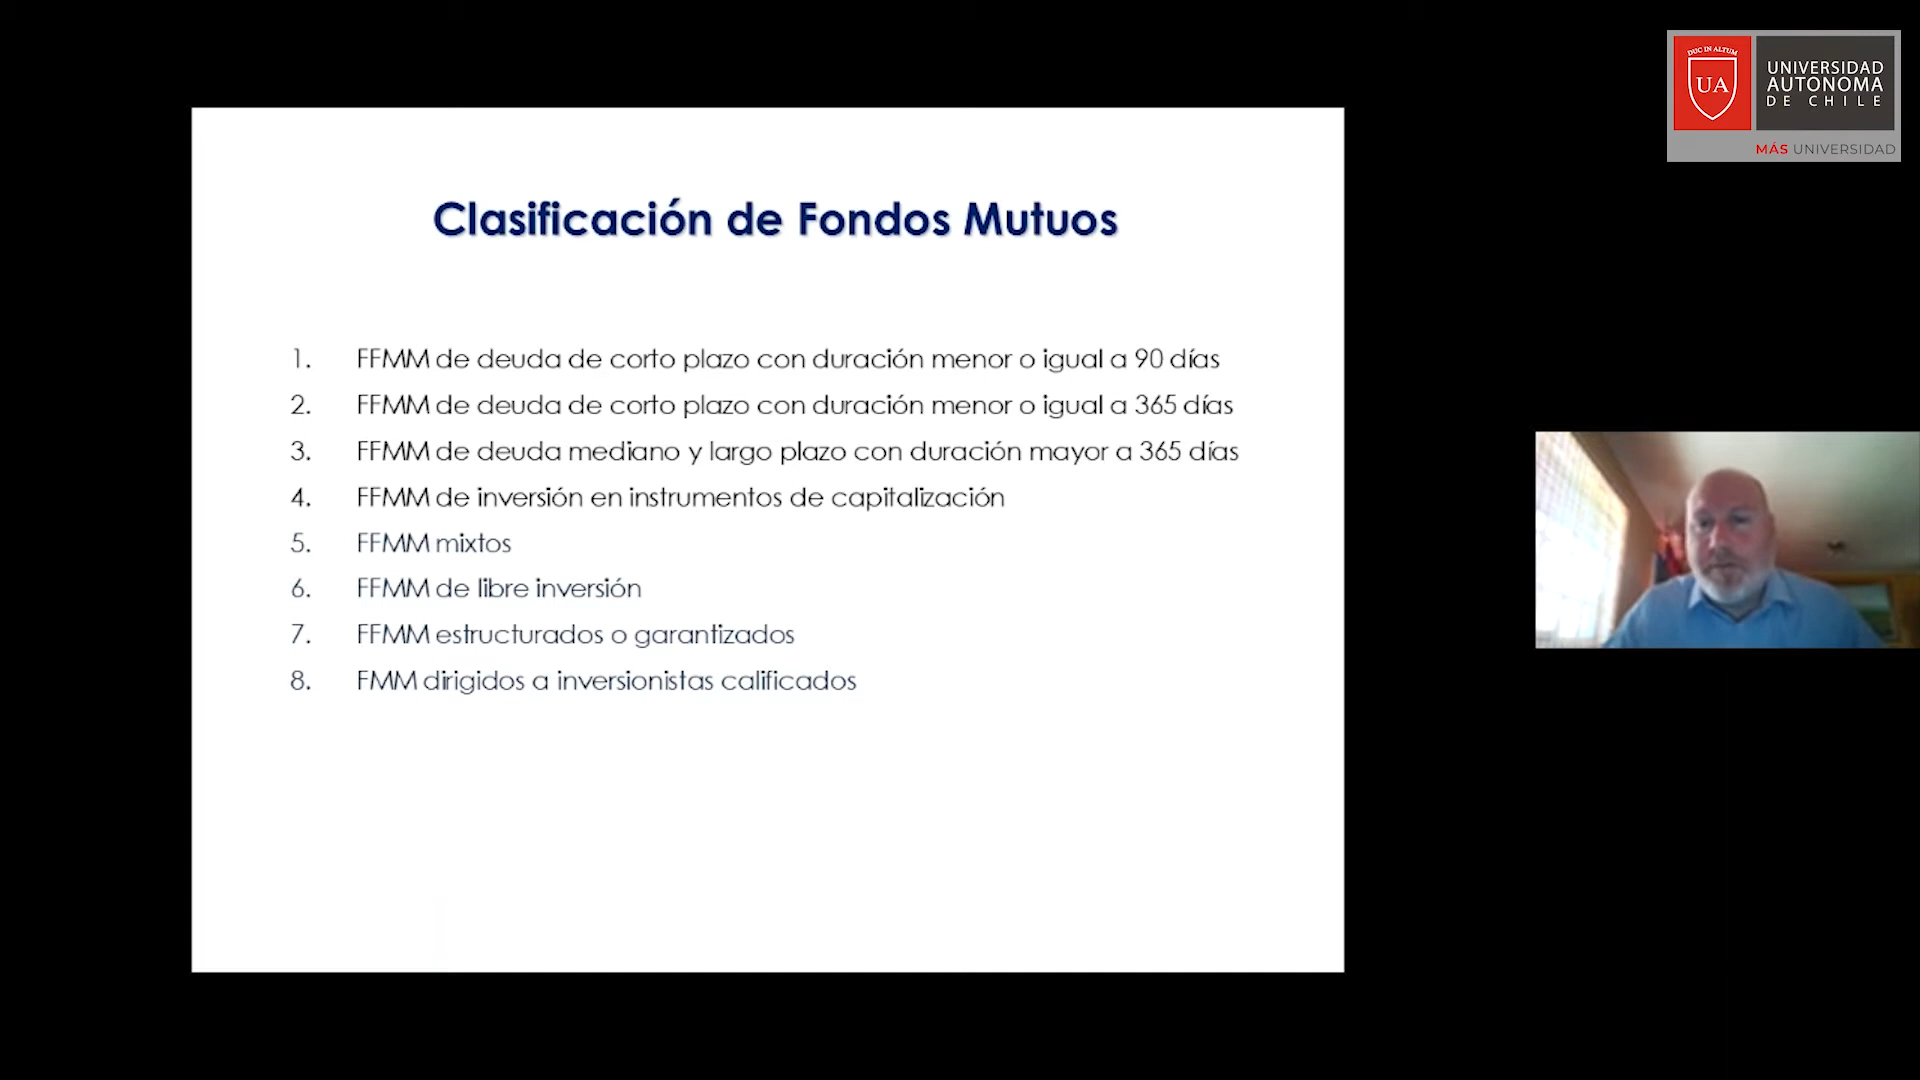 DUC IN ALTUM
UA
UNIVERSIDAD
AUTONOMA
DE CHILE
MÁS UNIVERSIDAD
Clasificación de Fondos Mutuos
1. FFMM de deuda de corto plazo con duración menor o igual a 90 días
2. FFMM de deuda de corto plazo con duración menor o igual a 365 días
3. FFMM de deuda mediano y largo plazo con duración mayor a 365 días
4. FFMM de inversión en instrumentos de capitalización
5. FFMM mixtos
6. FFMM de libre inversión
7. FFMM estructurados o garantizados
8. FMM dirigidos a inversionistas calificados